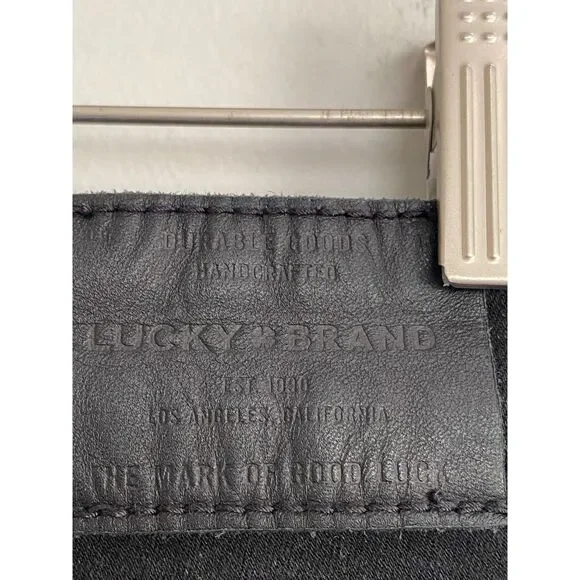 DURABLE GOODS
HANDCRAFTED
LUCKY BRAND
EST. 1990
LOS ANGELES, CALIFORNIA
THE MARK OF GOOD LUCK